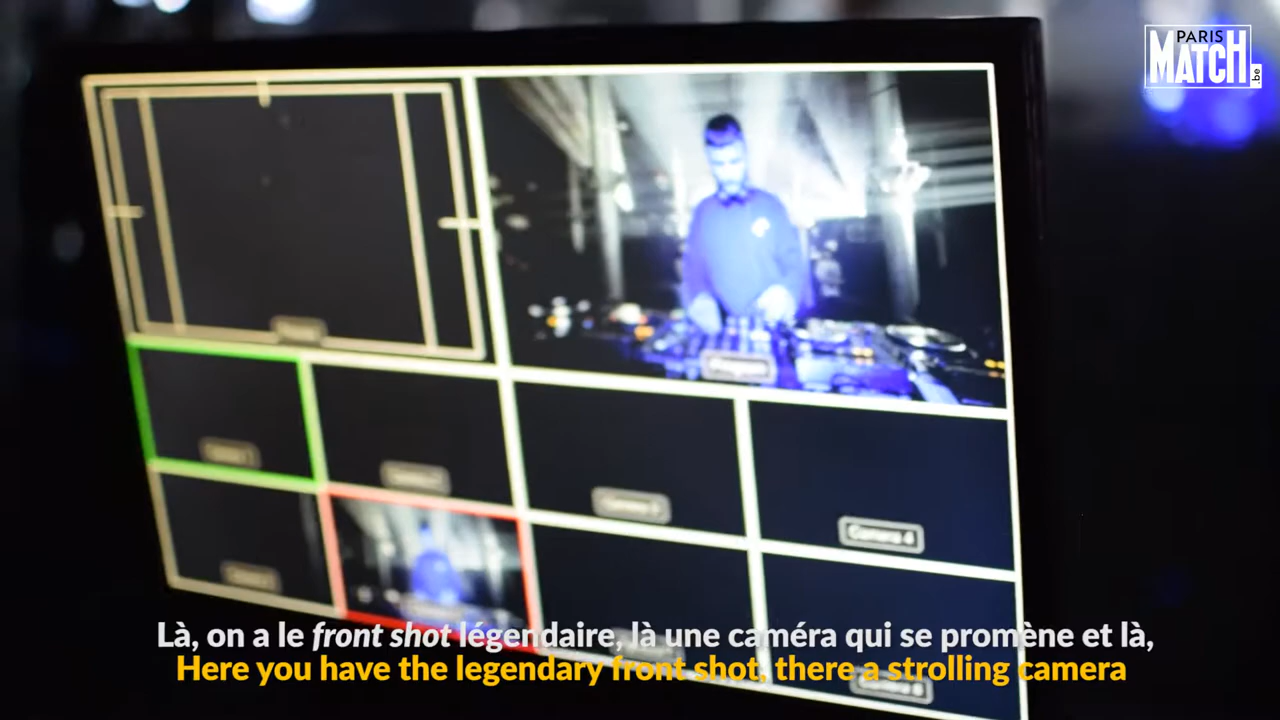 PARIS
MATCH
.be
Program
Camera 4
Là, on a le front shot légendaire, là une caméra qui se promène et là,
Here you have the legendary front shot, there a strolling camera